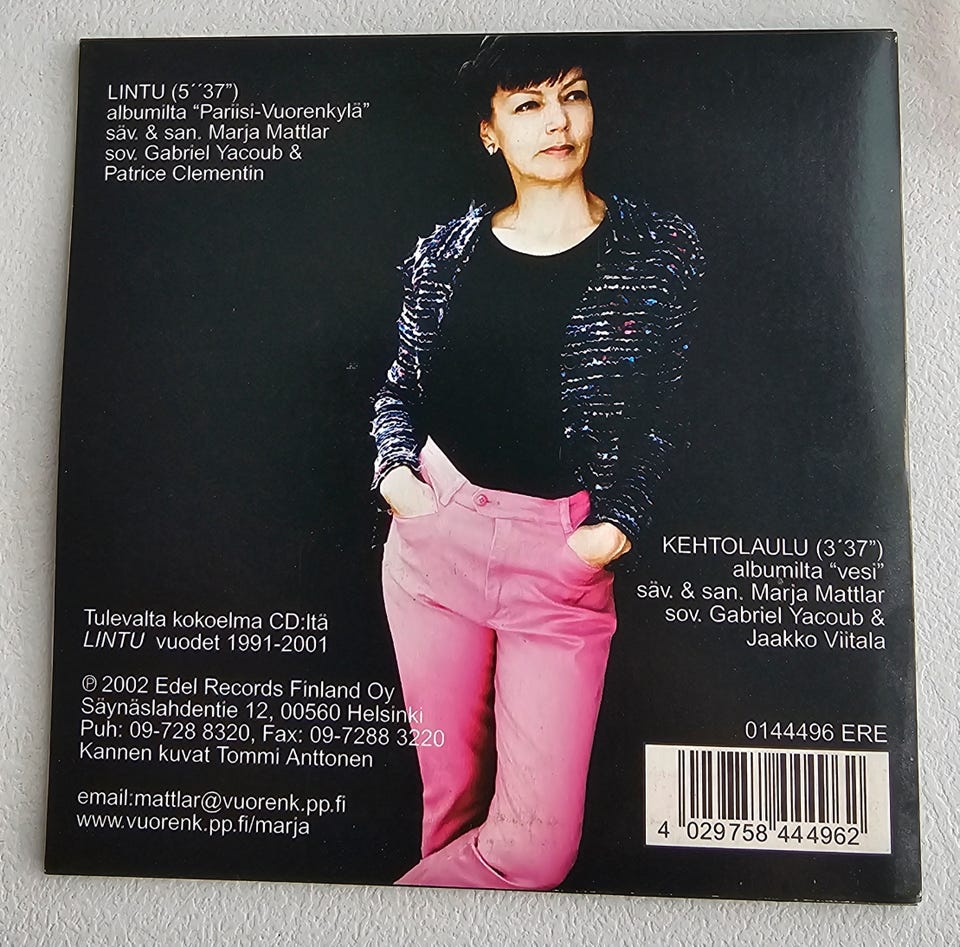 LINTU (5´´37”)
albumilta “Pariisi-Vuorenkylä”
säv. & san. Marja Mattlar
sov. Gabriel Yacoub &
Patrice Clementin
KEHTOLAULU (3´37”)
albumilta “vesi”
säv. & san. Marja Mattlar
sov. Gabriel Yacoub &
Jaakko Viitala
Tulevalta kokoelma CD:ltä
LINTU vuodet 1991-2001
℗ 2002 Edel Records Finland Oy
Säynäslahdentie 12, 00560 Helsinki
Puh: 09-728 8320, Fax: 09-7288 3220
Kannen kuvat Tommi Anttonen
email:mattlar@vuorenk.pp.fi
www.vuorenk.pp.fi/marja
0144496 ERE
4 029758 444962